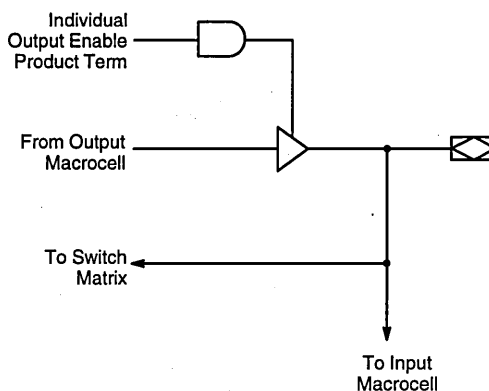 Individual
Output Enable
Product Term
From Output
Macrocell
To Switch
Matrix
To Input
Macrocell